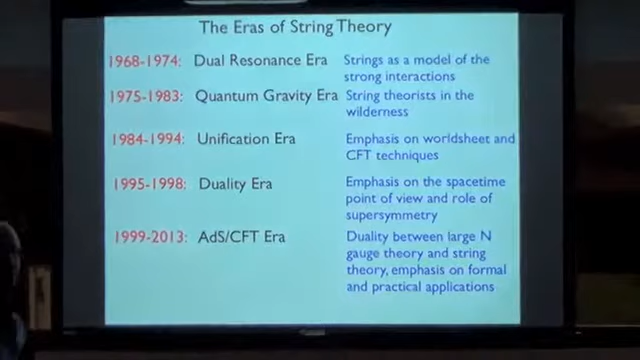 The Eras of String Theory
1968-1974: Dual Resonance Era Strings as a model of the
strong interactions
1975-1983: Quantum Gravity Era String theorists in the
wilderness
1984-1994: Unification Era Emphasis on worldsheet and
CFT techniques
1995-1998: Duality Era Emphasis on the spacetime
point of view and role of
supersymmetry
1999-2013: AdS/CFT Era Duality between large N
gauge theory and string
theory, emphasis on formal
and practical applications